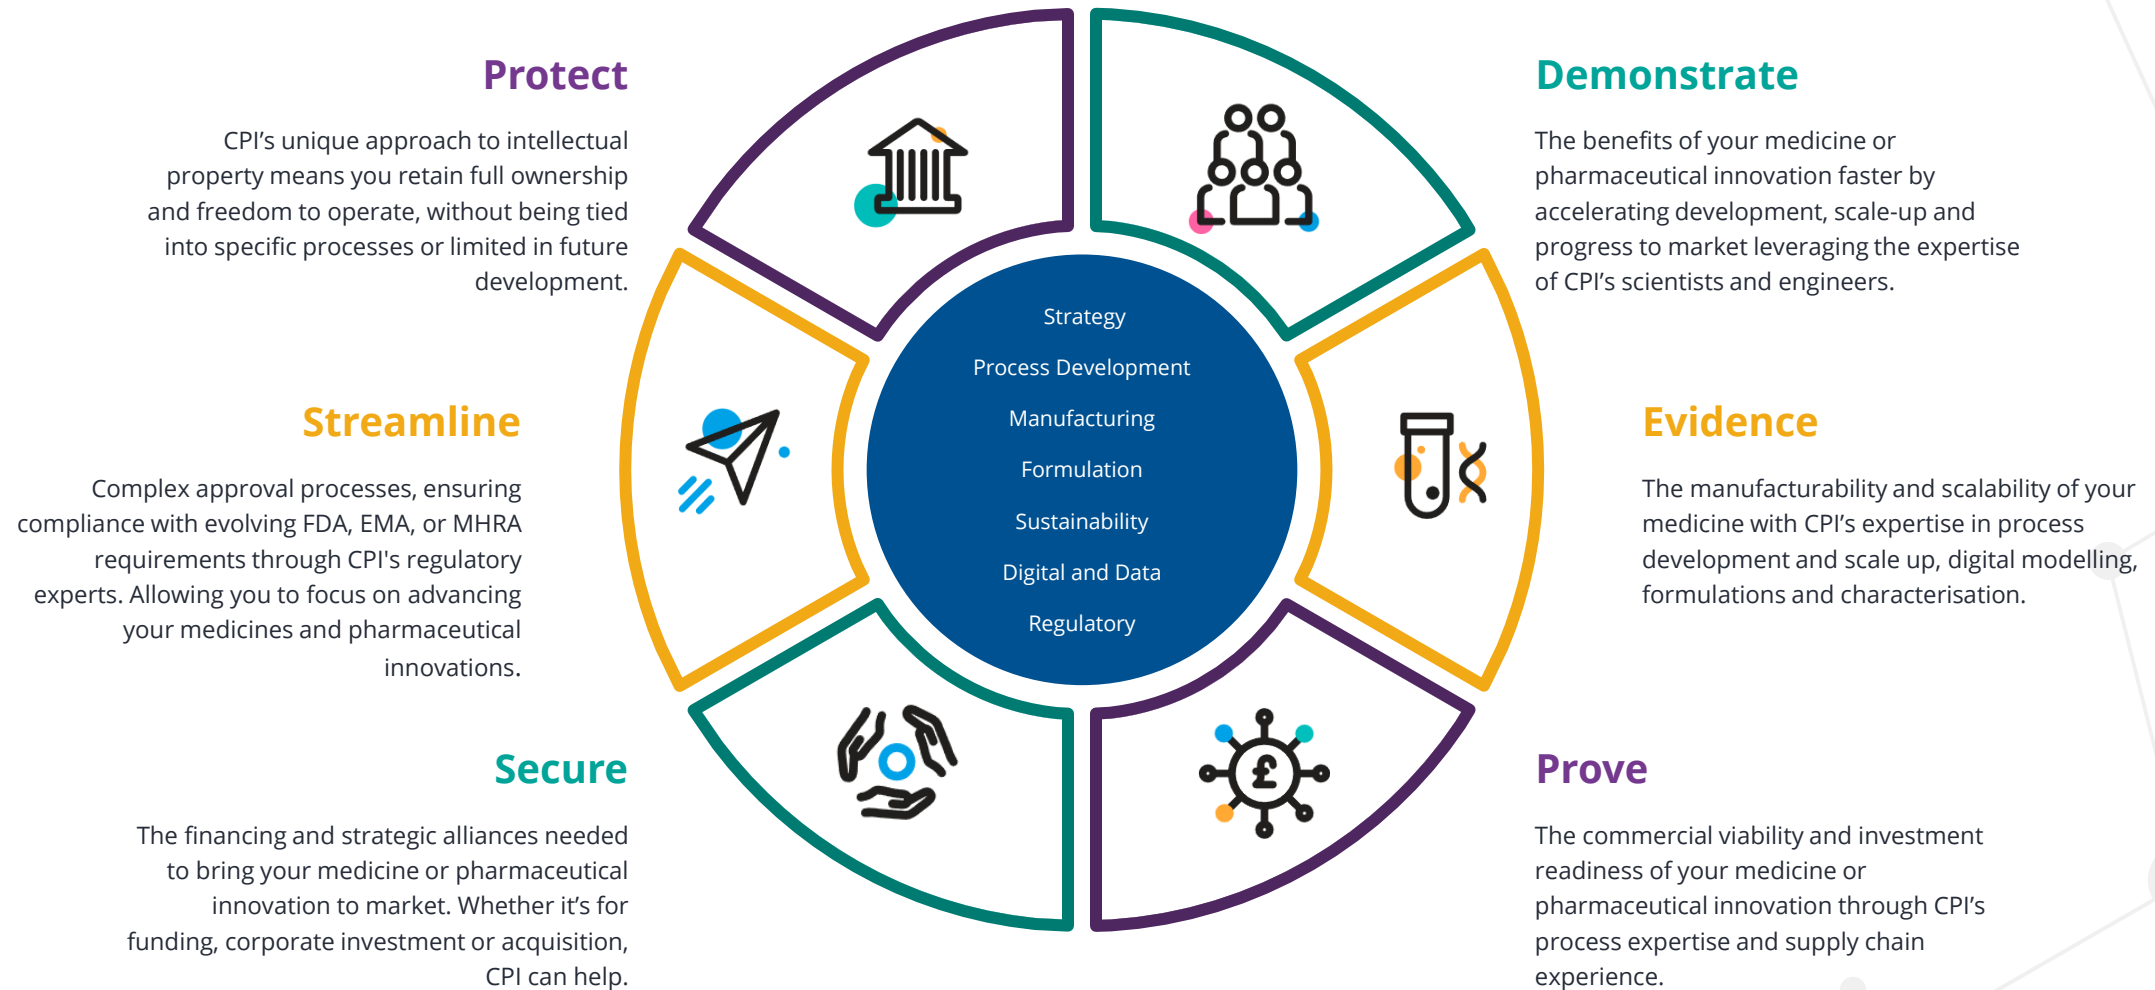 Protect
CPI’s unique approach to intellectual
property means you retain full ownership
and freedom to operate, without being tied
into specific processes or limited in future
development.
Streamline
Complex approval processes, ensuring
compliance with evolving FDA, EMA, or MHRA
requirements through CPI's regulatory
experts. Allowing you to focus on advancing
your medicines and pharmaceutical
innovations.
Secure
The financing and strategic alliances needed
to bring your medicine or pharmaceutical
innovation to market. Whether it’s for
funding, corporate investment or acquisition,
CPI can help.
Strategy
Process Development
Manufacturing
Formulation
Sustainability
Digital and Data
Regulatory
£
Demonstrate
The benefits of your medicine or
pharmaceutical innovation faster by
accelerating development, scale-up and
progress to market leveraging the expertise
of CPI’s scientists and engineers.
Evidence
The manufacturability and scalability of your
medicine with CPI’s expertise in process
development and scale up, digital modelling,
formulations and characterisation.
Prove
The commercial viability and investment
readiness of your medicine or
pharmaceutical innovation through CPI’s
process expertise and supply chain
experience.